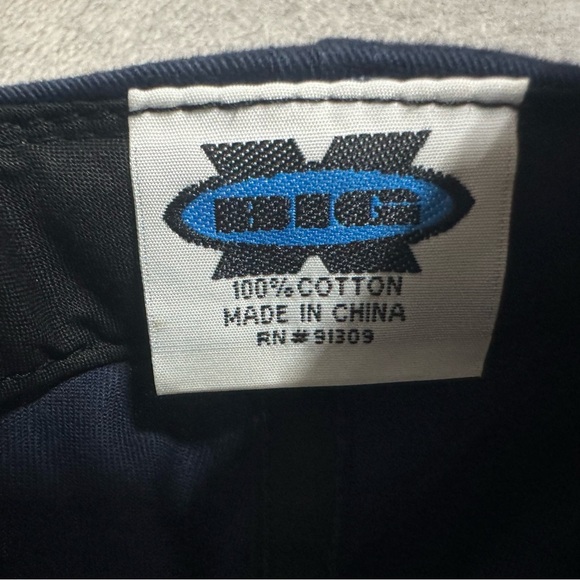 BIG X
100% COTTON
MADE IN CHINA
RN # 91309